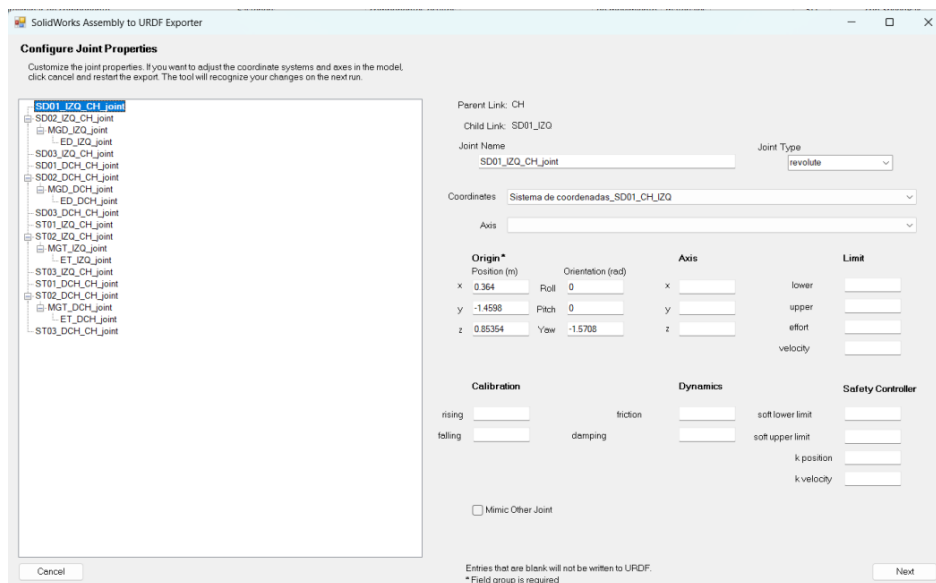 SolidWorks Assembly to URDF Exporter
Configure Joint Properties
Customize the joint properties. If you want to adjust the coordinate systems and axes in the model,
click cancel and restart the export. The tool will recognize your changes on the next run.
SD01_IZQ_CH_joint
SD02_IZQ_CH_joint
MGD_IZQ_joint
ED_IZQ_joint
SD03_IZQ_CH_joint
SD01_DCH_CH_joint
SD02_DCH_CH_joint
MGD_DCH_joint
ED_DCH_joint
SD03_DCH_CH_joint
ST01_IZQ_CH_joint
ST02_IZQ_CH_joint
MGT_IZQ_joint
ET_IZQ_joint
ST03_IZQ_CH_joint
ST01_DCH_CH_joint
ST02_DCH_CH_joint
MGT_DCH_joint
ET_DCH_joint
ST03_DCH_CH_joint
Parent Link: CH
Child Link: SD01_IZQ
Joint Name Joint Type
SD01_IZQ_CH_joint revolute
Coordinates Sistema de coordenadas_SD01_CH_IZQ
Axis
Origin* Axis Limit
Position (m) Orientation (rad)
x 0.364 Roll 0 x lower
y -1.4598 Pitch 0 y upper
z 0.85354 Yaw -1.5708 z effort
velocity
Calibration Dynamics Safety Controller
rising friction soft lower limit
falling damping soft upper limit
k position
k velocity
Mimic Other Joint
Entries that are blank will not be written to URDF.
* Field group is required
Cancel Next